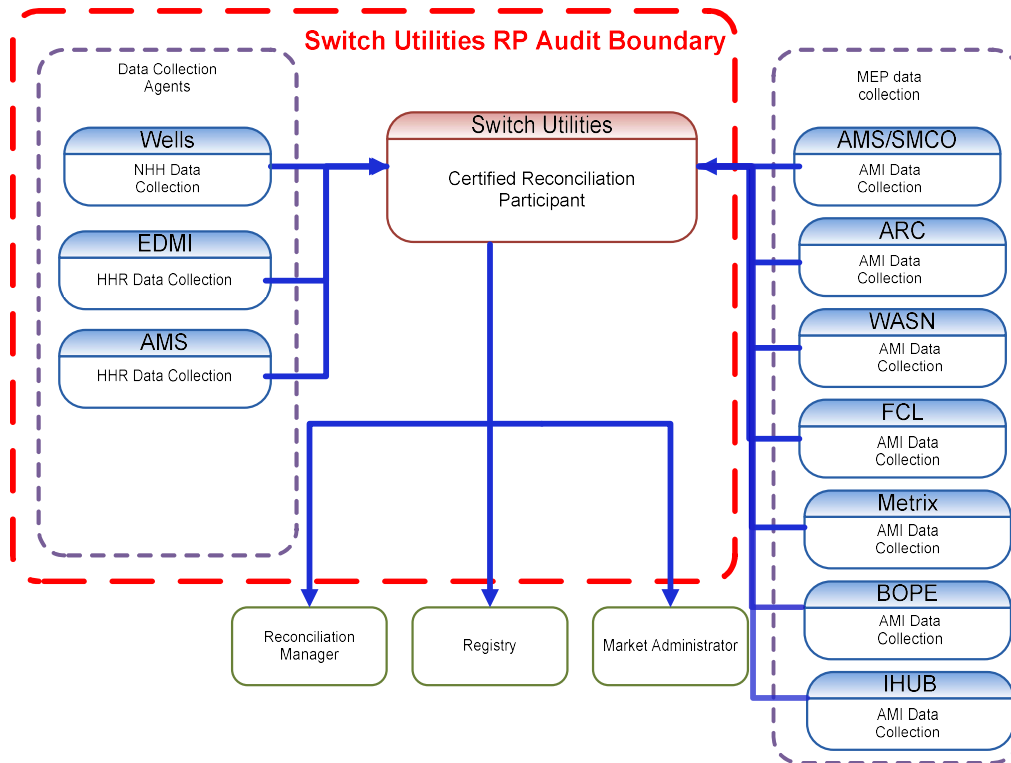 Switch Utilities RP Audit Boundary
Data Collection
Agents
Wells
NHH Data
Collection
EDMI
HHR Data Collection
AMS
HHR Data Collection
Switch Utilities
Certified Reconciliation
Participant
MEP data
collection
AMS/SMCO
AMI Data
Collection
ARC
AMI Data
Collection
WASN
AMI Data
Collection
FCL
AMI Data
Collection
Metrix
AMI Data
Collection
BOPE
AMI Data
Collection
IHUB
AMI Data
Collection
Reconciliation
Manager
Registry
Market Administrator